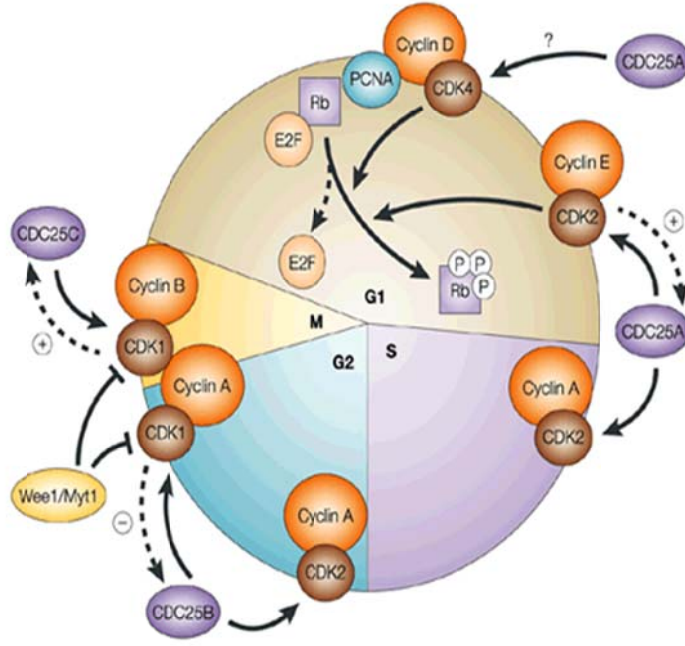 Cyclin D
?
CDC25A
PCNA
CDK4
Rb
E2F
Cyclin E
CDK2
+
CDC25C
E2F
P P
Rb P
Cyclin B
G1
CDC25A
M
CDK1
+
G2
S
Cyclin A
Cyclin A
CDK1
CDK2
Wee1/Myt1
−
Cyclin A
CDK2
CDC25B